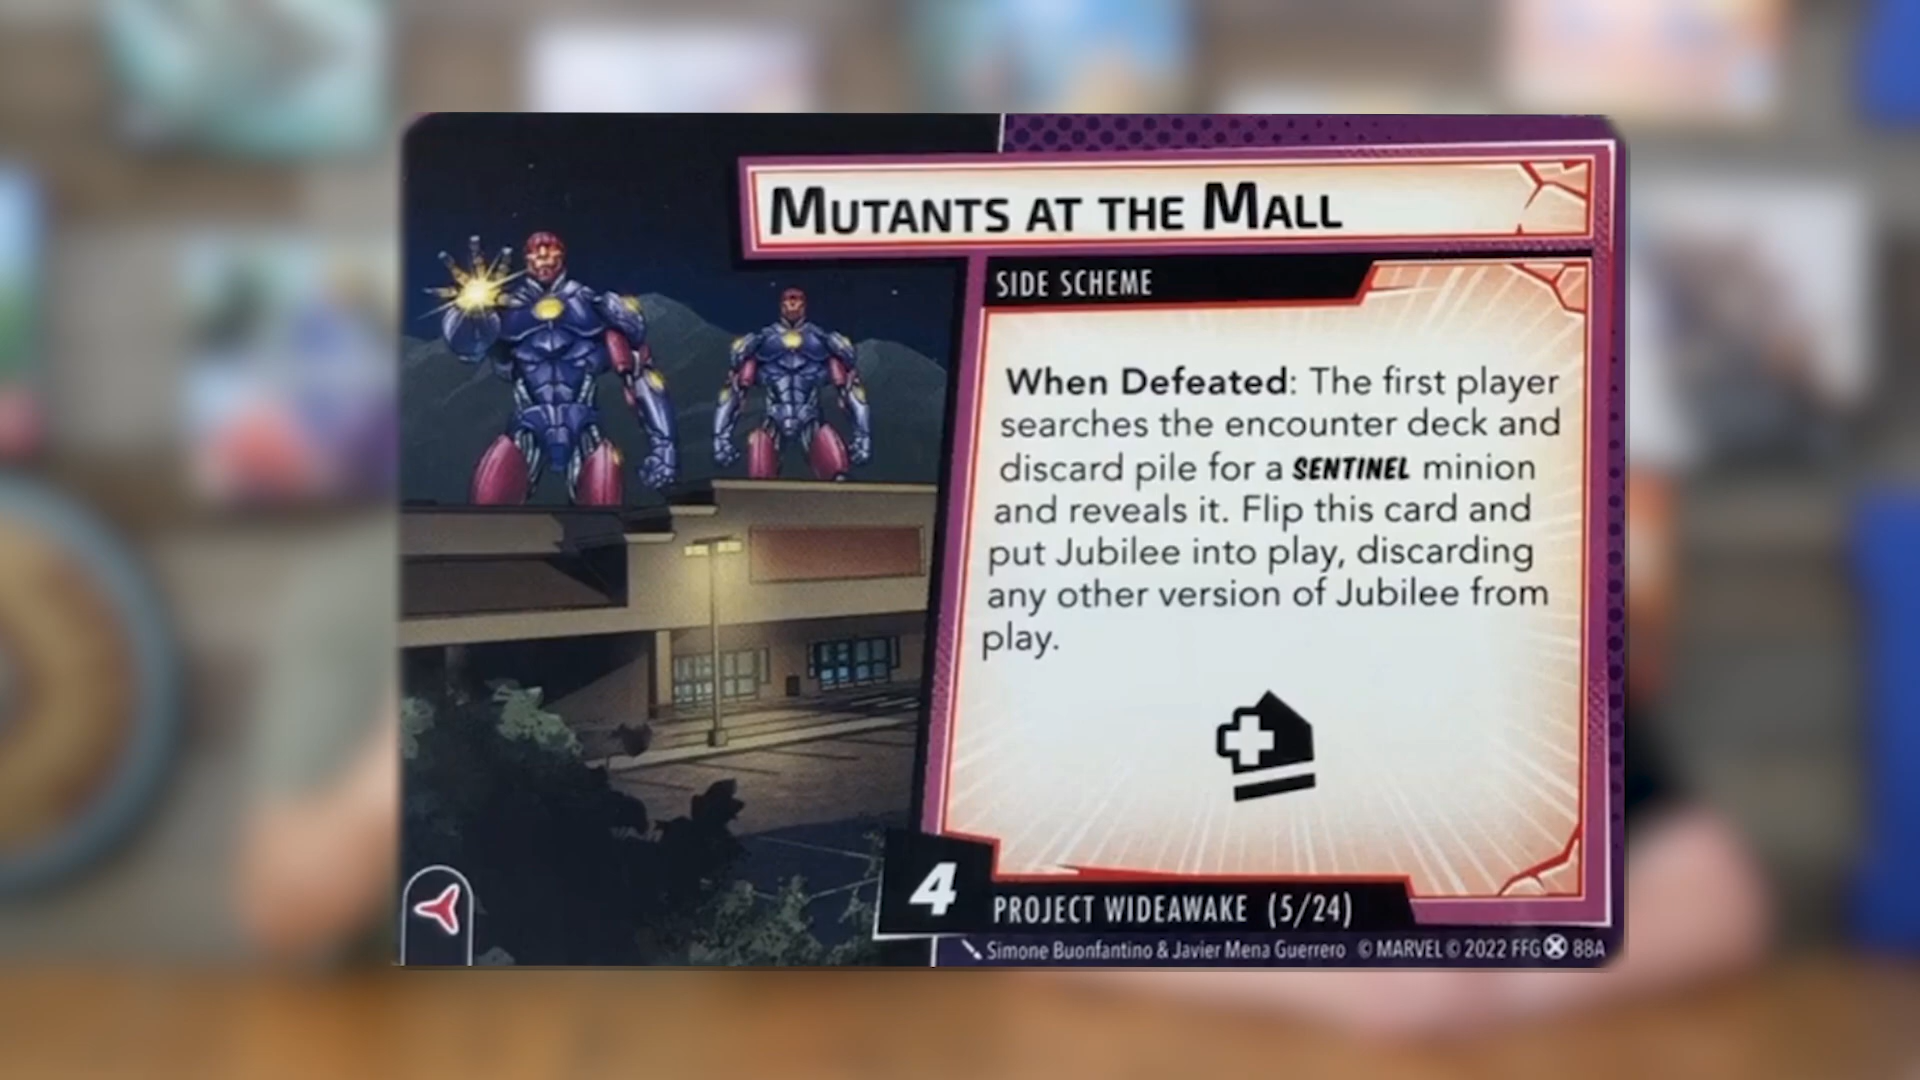 MUTANTS AT THE MALL
SIDE SCHEME
When Defeated: The first player
searches the encounter deck and
discard pile for a SENTINEL minion
and reveals it. Flip this card and
put Jubilee into play, discarding
any other version of Jubilee from
play.
4
PROJECT WIDEAWAKE (5/24)
Simone Buonfantino & Javier Mena Guerrero © MARVEL © 2022 FFG 88A